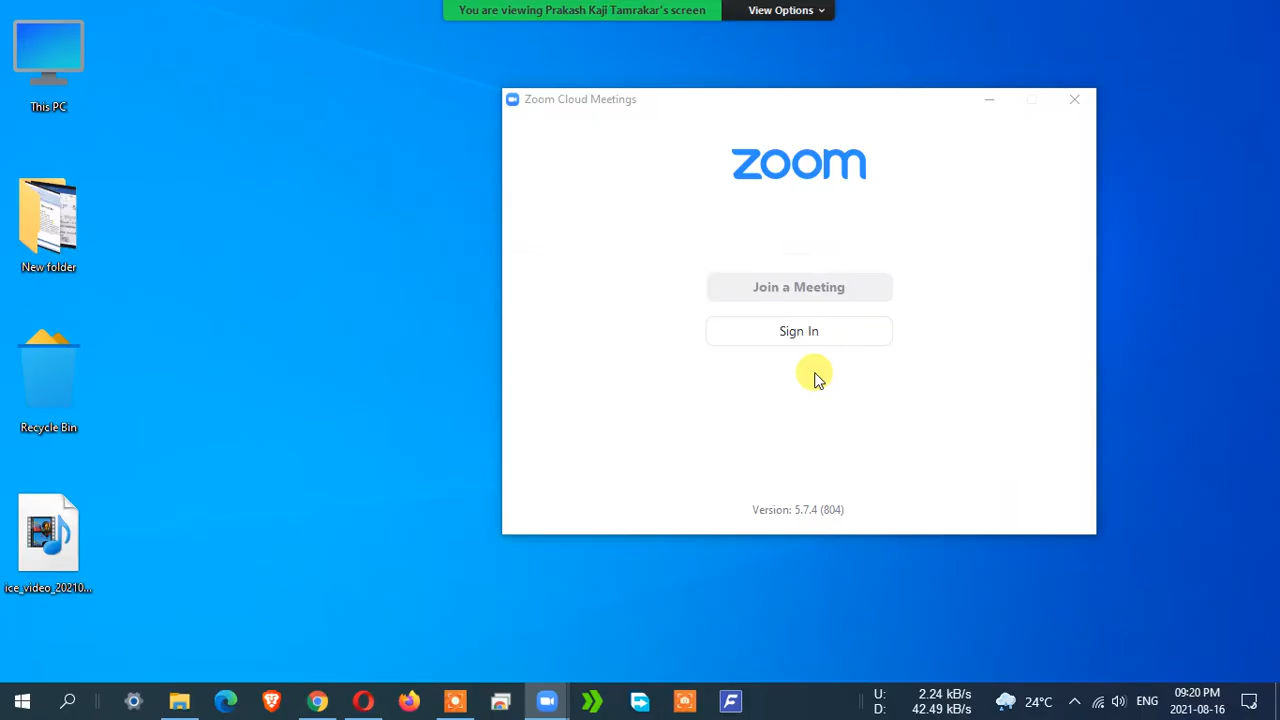 You are viewing Prakash Kaji Tamrakar's screen
View Options
This PC
New folder
Recycle Bin
ice_video_20210...
Zoom Cloud Meetings
zoom
Join a Meeting
Sign In
Version: 5.7.4 (804)
U: 2.24 kB/s
D: 42.49 kB/s
24°C
ENG
09:20 PM
2021-08-16